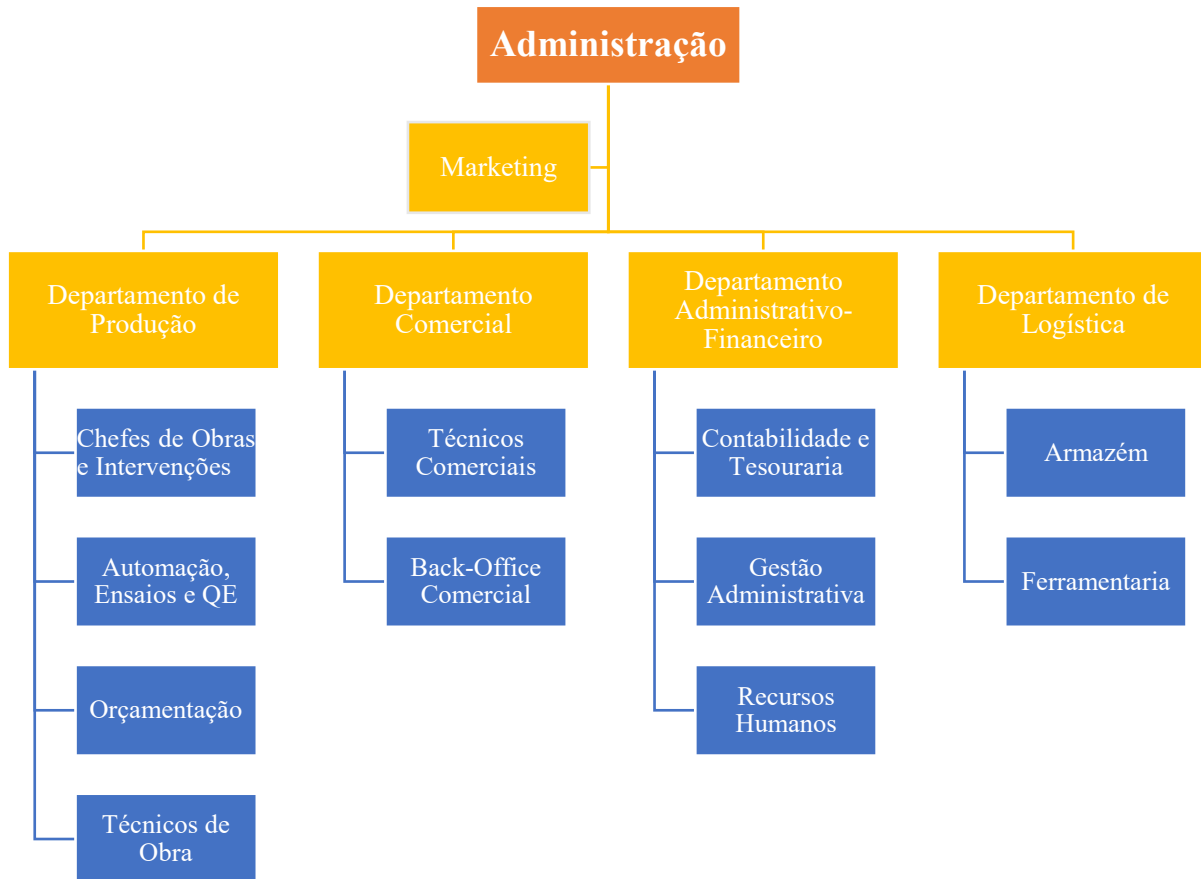 Administração
Marketing
Departamento de
Produção
Departamento
Comercial
Departamento
Administrativo-
Financeiro
Departamento de
Logística
Chefes de Obras
e Intervenções
Técnicos
Comerciais
Contabilidade e
Tesouraria
Armazém
Automação,
Ensaios e QE
Back-Office
Comercial
Gestão
Administrativa
Ferramentaria
Orçamentação
Recursos
Humanos
Técnicos de
Obra